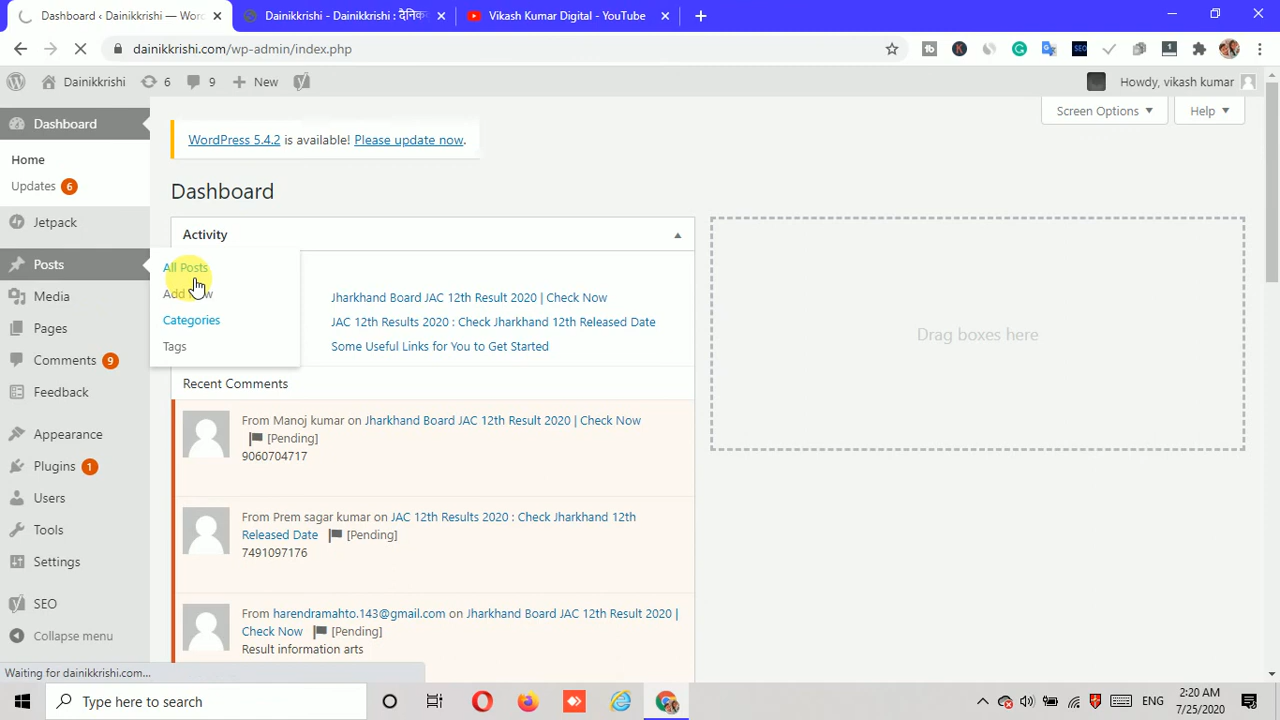 Dashboard ‹ Dainikkrishi — Wor
Dainikkrishi - Dainikkrishi : दैनिक
Vikash Kumar Digital - YouTube
dainikkrishi.com/wp-admin/index.php
Dainikkrishi 6 9 New
Howdy, vikash kumar
Screen Options
Help
WordPress 5.4.2 is available! Please update now.
Dashboard
Home
Updates 6
Jetpack
Posts
Media
Pages
Comments 9
Feedback
Appearance
Plugins 1
Users
Tools
Settings
SEO
Collapse menu
All Posts
Add New
Categories
Tags
Dashboard
Activity
Jharkhand Board JAC 12th Result 2020 | Check Now
JAC 12th Results 2020 : Check Jharkhand 12th Released Date
Some Useful Links for You to Get Started
Recent Comments
From Manoj kumar on Jharkhand Board JAC 12th Result 2020 | Check Now
[Pending]
9060704717
From Prem sagar kumar on JAC 12th Results 2020 : Check Jharkhand 12th
Released Date [Pending]
7491097176
From harendramahto.143@gmail.com on Jharkhand Board JAC 12th Result 2020 |
Check Now [Pending]
Result information arts
Drag boxes here
Waiting for dainikkrishi.com...
Type here to search
ENG
2:20 AM
7/25/2020